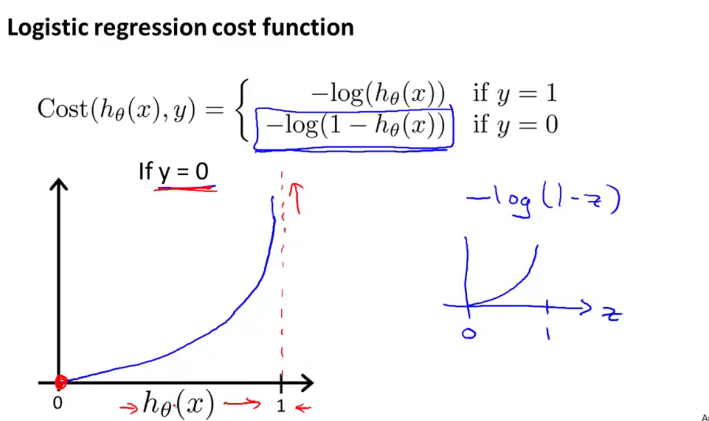 Logistic regression cost function
Cost(hθ(x), y) = { −log(hθ(x)) if y = 1
−log(1 − hθ(x)) if y = 0
If y = 0
-log(1-z)
z
0 1
0 hθ(x) 1